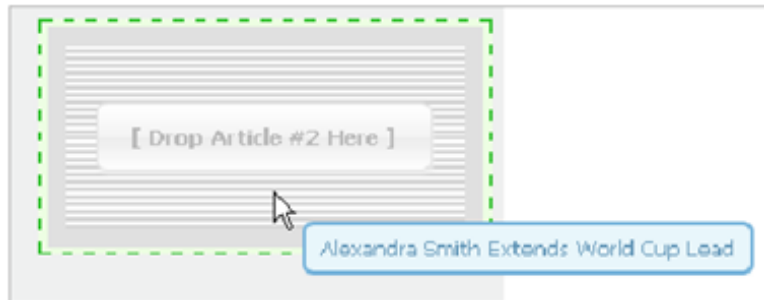 [ Drop Article #2 Here ]
Alexandra Smith Extends World Cup Lead